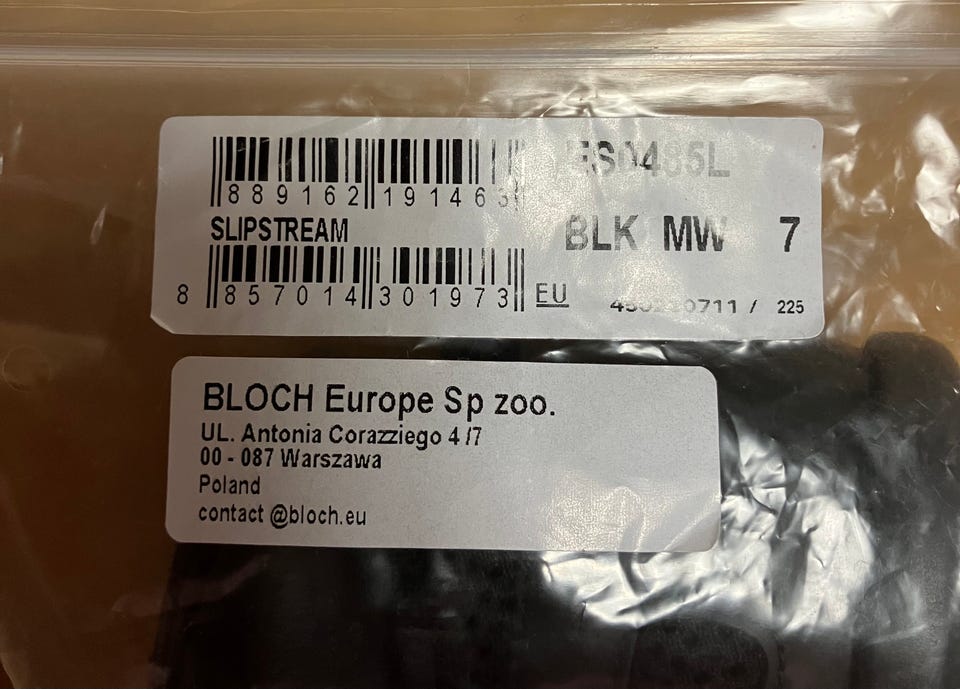 889162 191463
SLIPSTREAM
8 857014 301973 EU
ES0485L
BLK MW 7
/ 225
BLOCH Europe Sp zoo.
UL. Antonia Corazziego 4 /7
00 - 087 Warszawa
Poland
contact @bloch.eu